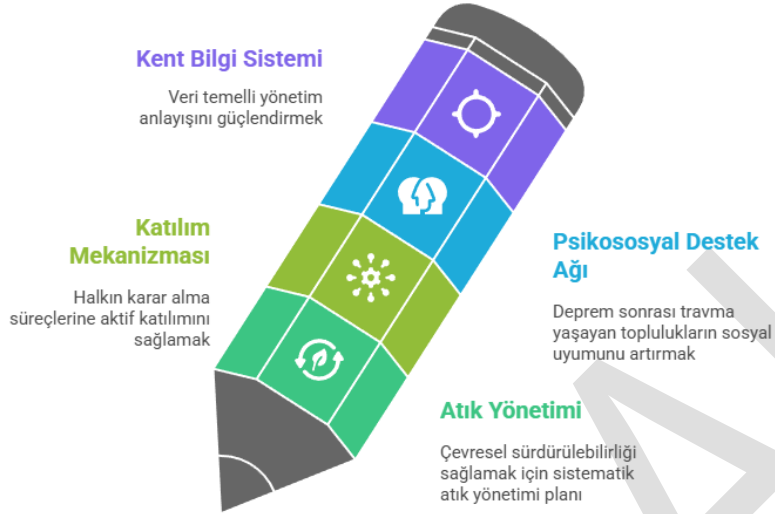 Kent Bilgi Sistemi
Veri temelli yönetim
anlayışını güçlendirmek
Katılım
Mekanizması
Halkın karar alma
süreçlerine aktif katılımını
sağlamak
Psikososyal Destek
Ağı
Deprem sonrası travma
yaşayan toplulukların sosyal
uyumunu artırmak
Atık Yönetimi
Çevresel sürdürülebilirliği
sağlamak için sistematik
atık yönetimi planı